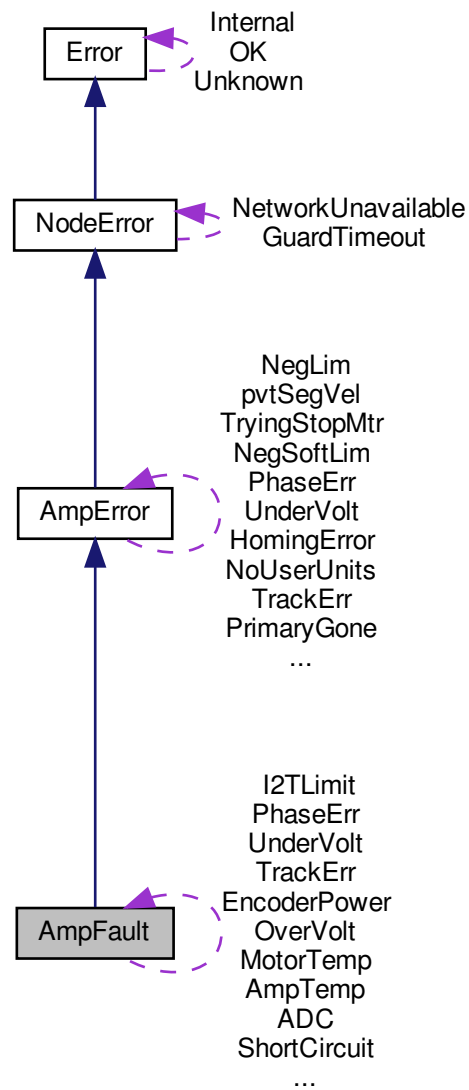 Error
Internal
OK
Unknown
NodeError
NetworkUnavailable
GuardTimeout
AmpError
NegLim
pvtSegVel
TryingStopMtr
NegSoftLim
PhaseErr
UnderVolt
HomingError
NoUserUnits
TrackErr
PrimaryGone
...
AmpFault
I2TLimit
PhaseErr
UnderVolt
TrackErr
EncoderPower
OverVolt
MotorTemp
AmpTemp
ADC
ShortCircuit
...